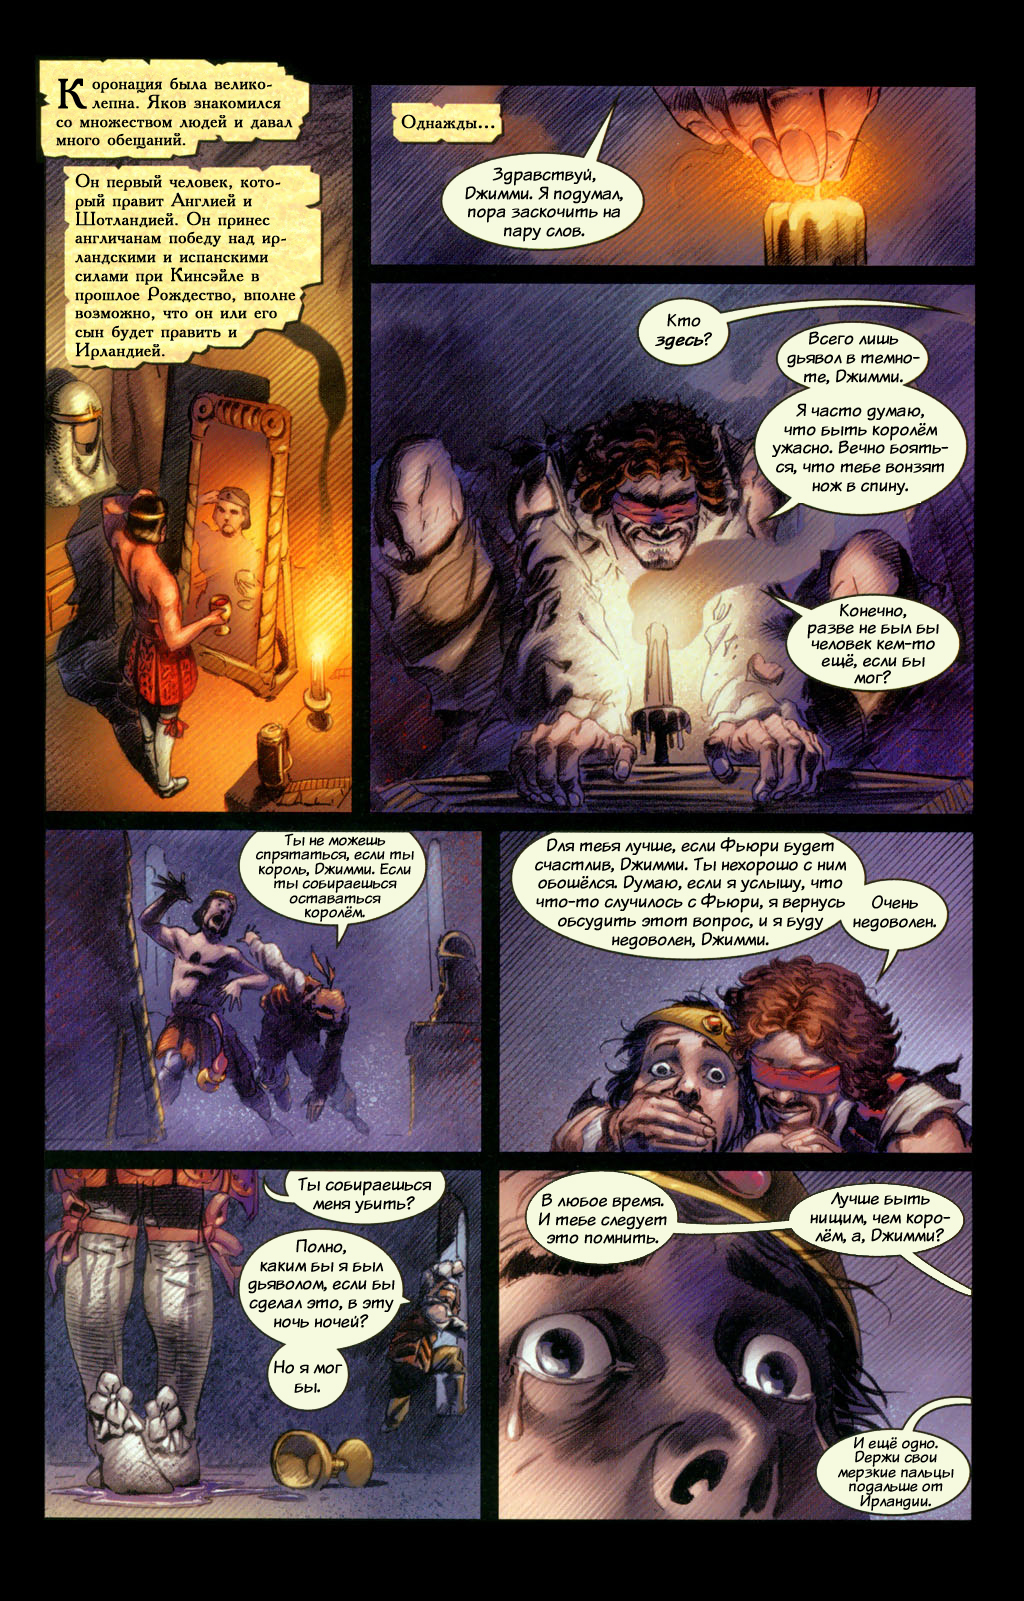 Коронация была велико-
лепна. Яков знакомился
со множеством людей и давал
много обещаний.
Он первый человек, кото-
рый правит Англией и
Шотландией. Он принес
англичанам победу над ир-
ландскими и испанскими
силами при Кинсэйле в
прошлое Рождество, вполне
возможно, что он или его
сын будет править и
Ирландией.
Однажды...
Здравствуй,
Джимми. Я подумал,
пора заскочить на
пару слов.
Кто
здесь?
Всего лишь
дьявол в темно-
те, Джимми.
Я часто думаю,
что быть королём
ужасно. Вечно боять-
ся, что тебе вонзят
нож в спину.
Конечно,
разве не был бы
человек кем-то
ещё, если бы
мог?
Ты не можешь
спрятаться, если ты
король, Джимми. Если
ты собираешься
оставаться
королём.
Для тебя лучше, если Фьюри будет
счастлив, Джимми. Ты нехорошо с ним
обошёлся. Думаю, если я услышу, что
что-то случилось с Фьюри, я вернусь
обсудить этот вопрос, и я буду
недоволен, Джимми.
Очень
недоволен.
Ты собираешься
меня убить?
Полно,
каким бы я был
дьяволом, если бы
сделал это, в эту
ночь ночей?
Но я мог
бы.
В любое время.
И тебе следует
это помнить.
Лучше быть
нищим, чем коро-
лём, а, Джимми?
И ещё одно.
Держи свои
мерзкие пальцы
подальше от
Ирландии.